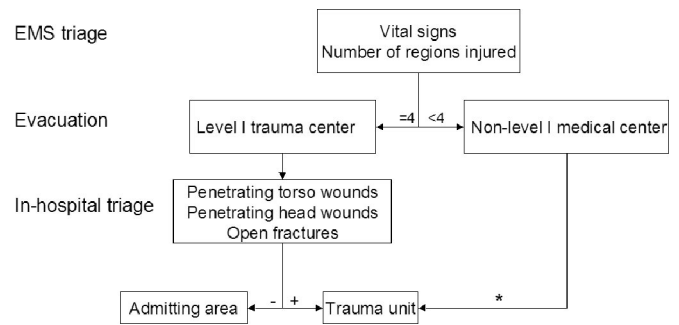 EMS triage
Vital signs
Number of regions injured
Evacuation
Level I trauma center
=4 <4
Non-level I medical center
In-hospital triage
Penetrating torso wounds
Penetrating head wounds
Open fractures
Admitting area
- +
Trauma unit
*